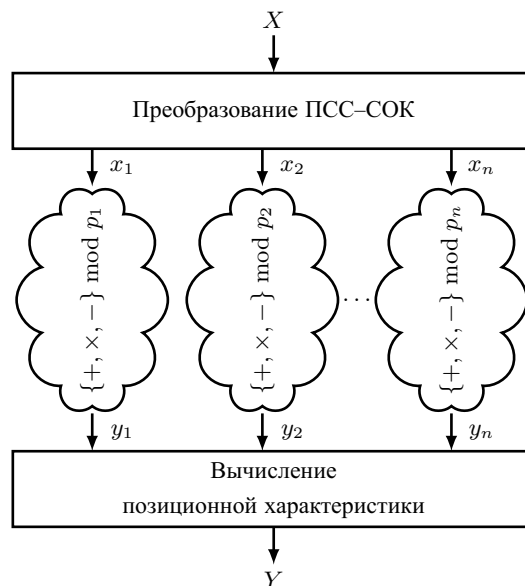 X
Преобразование ПСС–СОК
x₁ x₂ xₙ
{+, ×, −} mod p₁ {+, ×, −} mod p₂ ... {+, ×, −} mod pₙ
y₁ y₂ yₙ
Вычисление
позиционной характеристики
Y